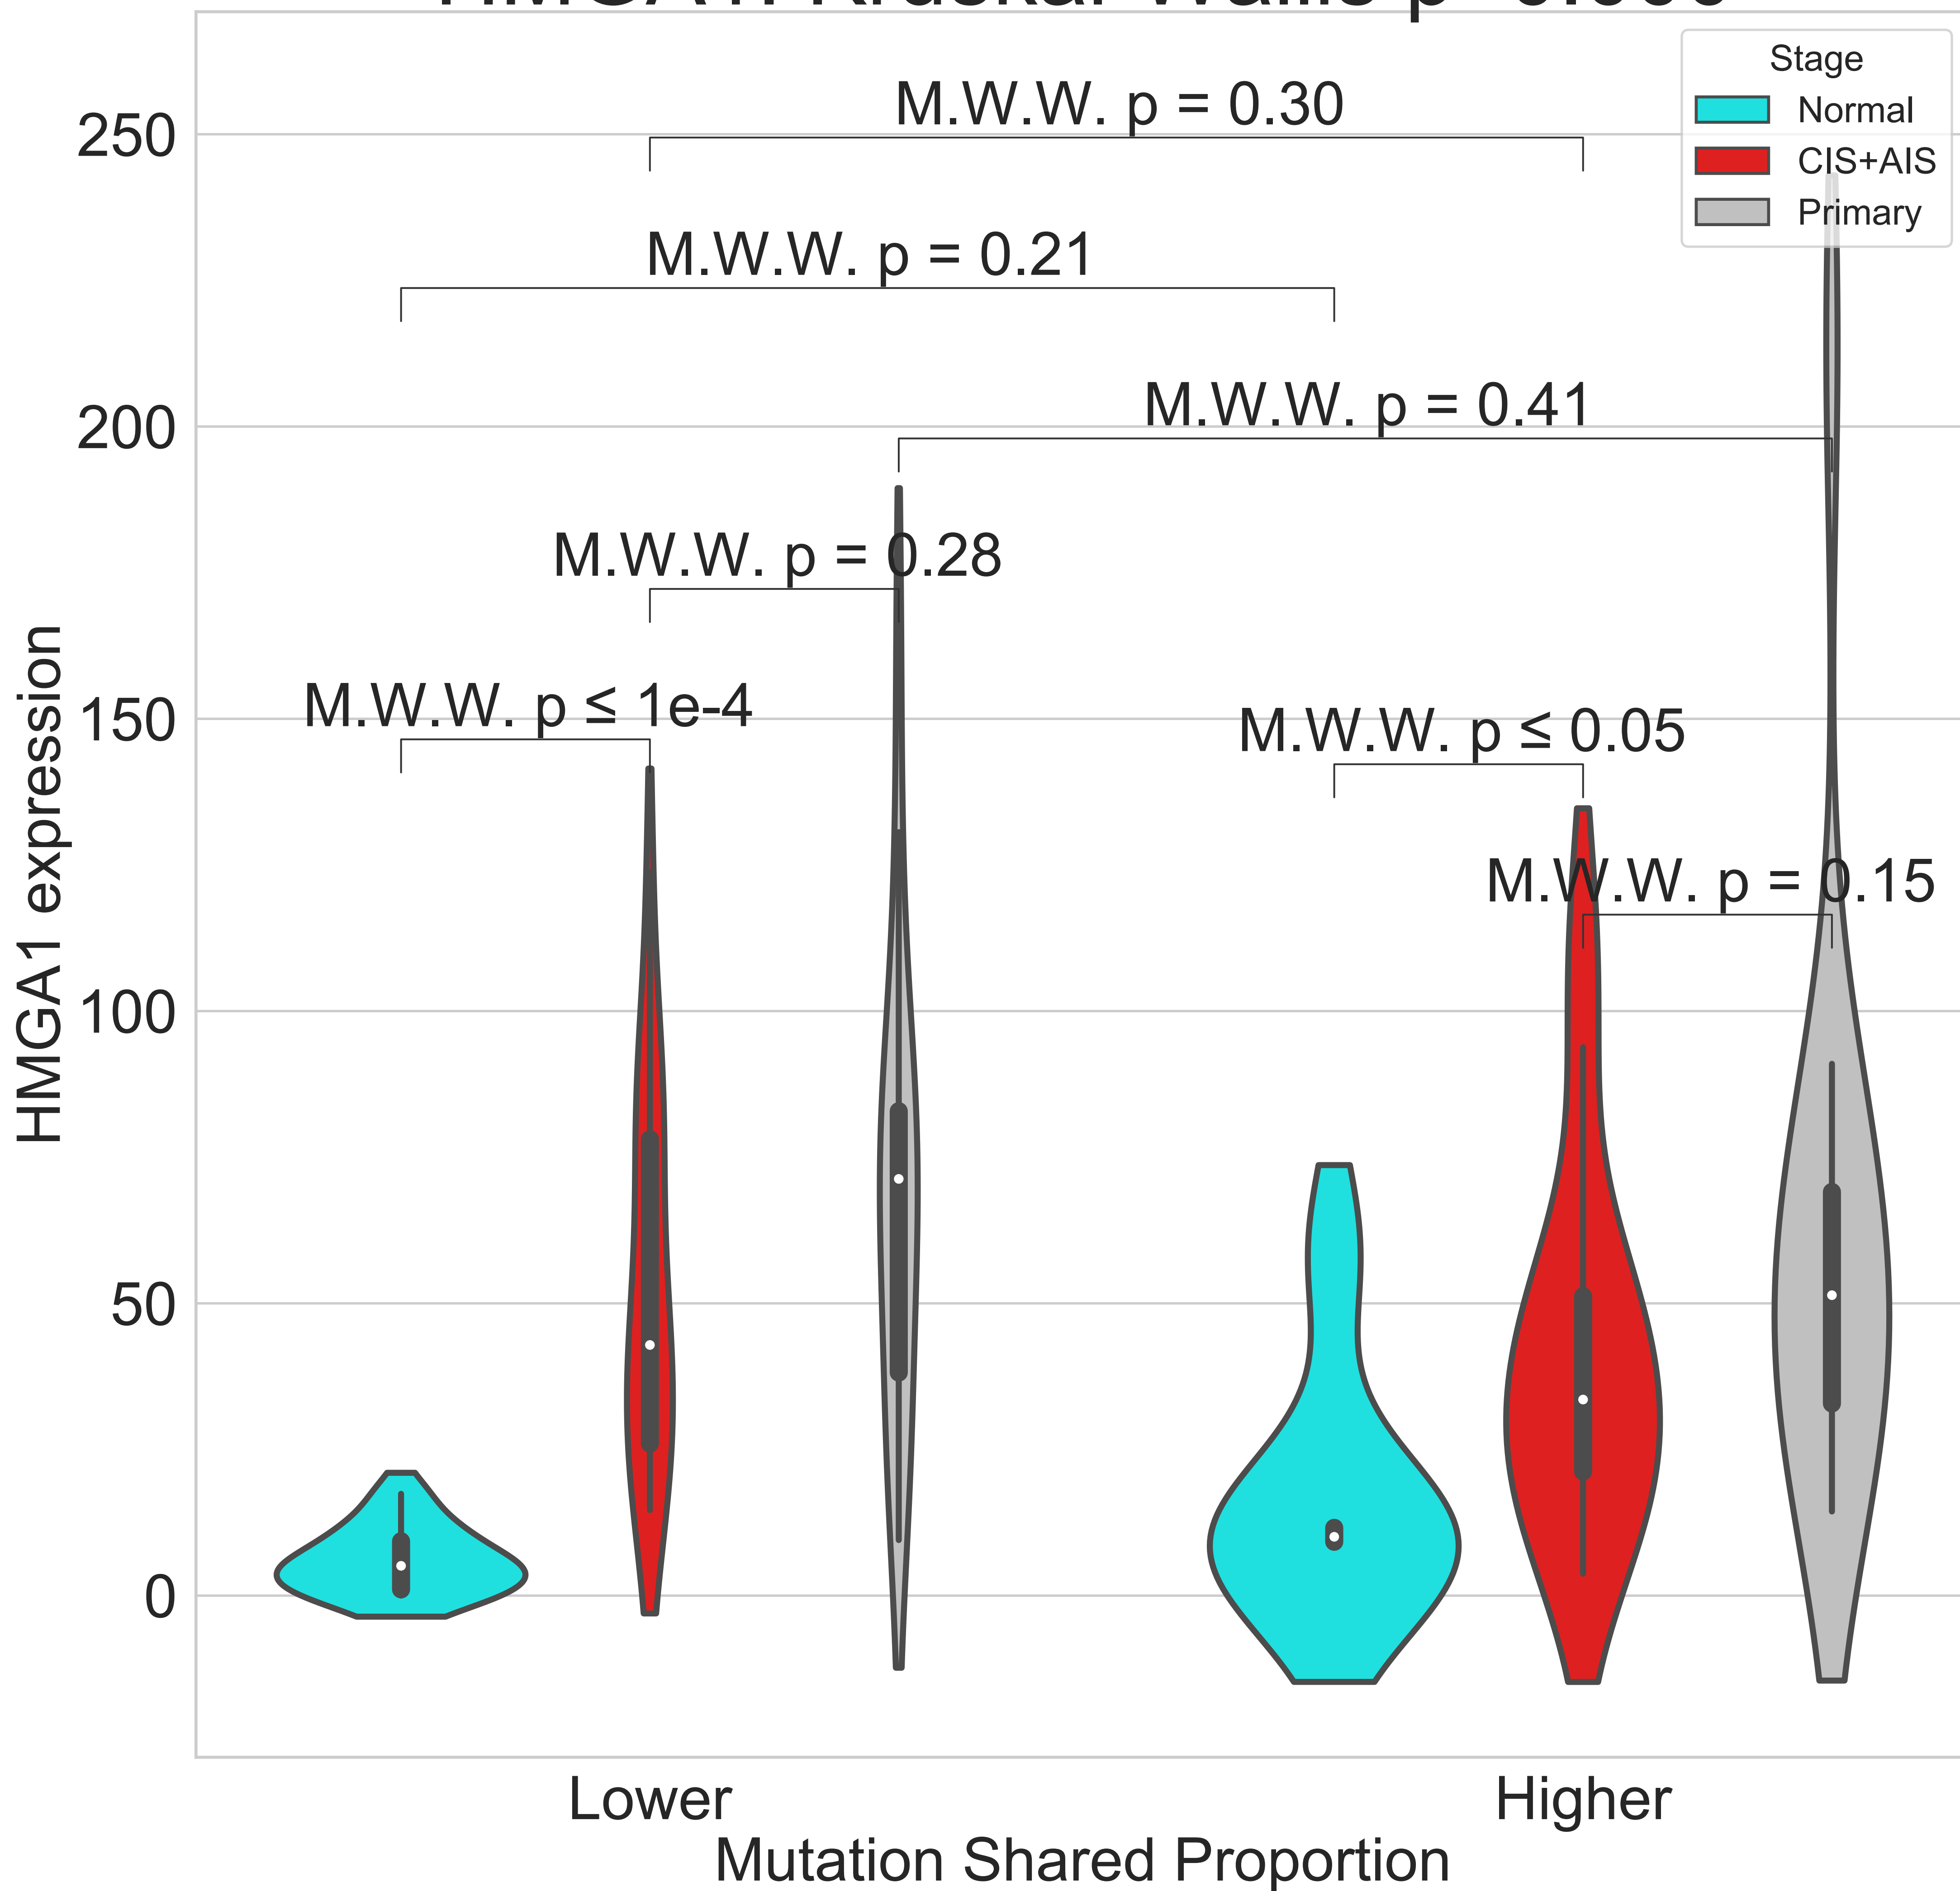 Stage
Normal
CIS+AIS
Primary
M.W.W. p = 0.30
M.W.W. p = 0.21
M.W.W. p = 0.41
M.W.W. p = 0.28
M.W.W. p ≤ 1e-4
M.W.W. p ≤ 0.05
M.W.W. p = 0.15
HMGA1 expression
250
200
150
100
50
0
Lower
Higher
Mutation Shared Proportion